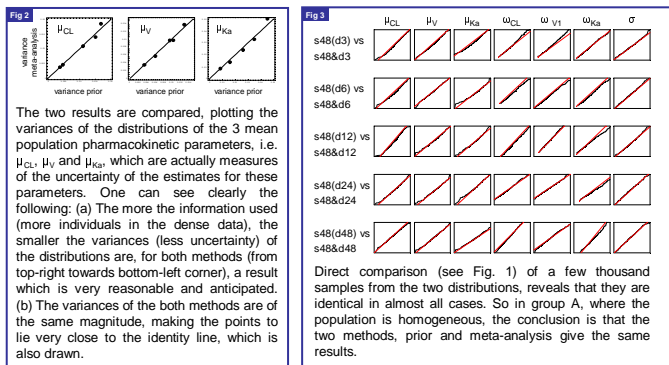 Fig 2
variance
meta-analysis
μCL
μV
μKa
variance prior
variance prior
variance prior
The two results are compared, plotting the
variances of the distributions of the 3 mean
population pharmacokinetic parameters, i.e.
μCL, μV and μKa, which are actually measures
of the uncertainty of the estimates for these
parameters. One can see clearly the
following: (a) The more the information used
(more individuals in the dense data), the
smaller the variances (less uncertainty) of
the distributions are, for both methods (from
top-right towards bottom-left corner), a result
which is very reasonable and anticipated.
(b) The variances of the both methods are of
the same magnitude, making the points to
lie very close to the identity line, which is
also drawn.
Fig 3
μCL μV μKa ωCL ωV1 ωKa σ
s48(d3) vs
s48&d3
s48(d6) vs
s48&d6
s48(d12) vs
s48&d12
s48(d24) vs
s48&d24
s48(d48) vs
s48&d48
Direct comparison (see Fig. 1) of a few thousand
samples from the two distributions, reveals that they are
identical in almost all cases. So in group A, where the
population is homogeneous, the conclusion is that the
two methods, prior and meta-analysis give the same
results.